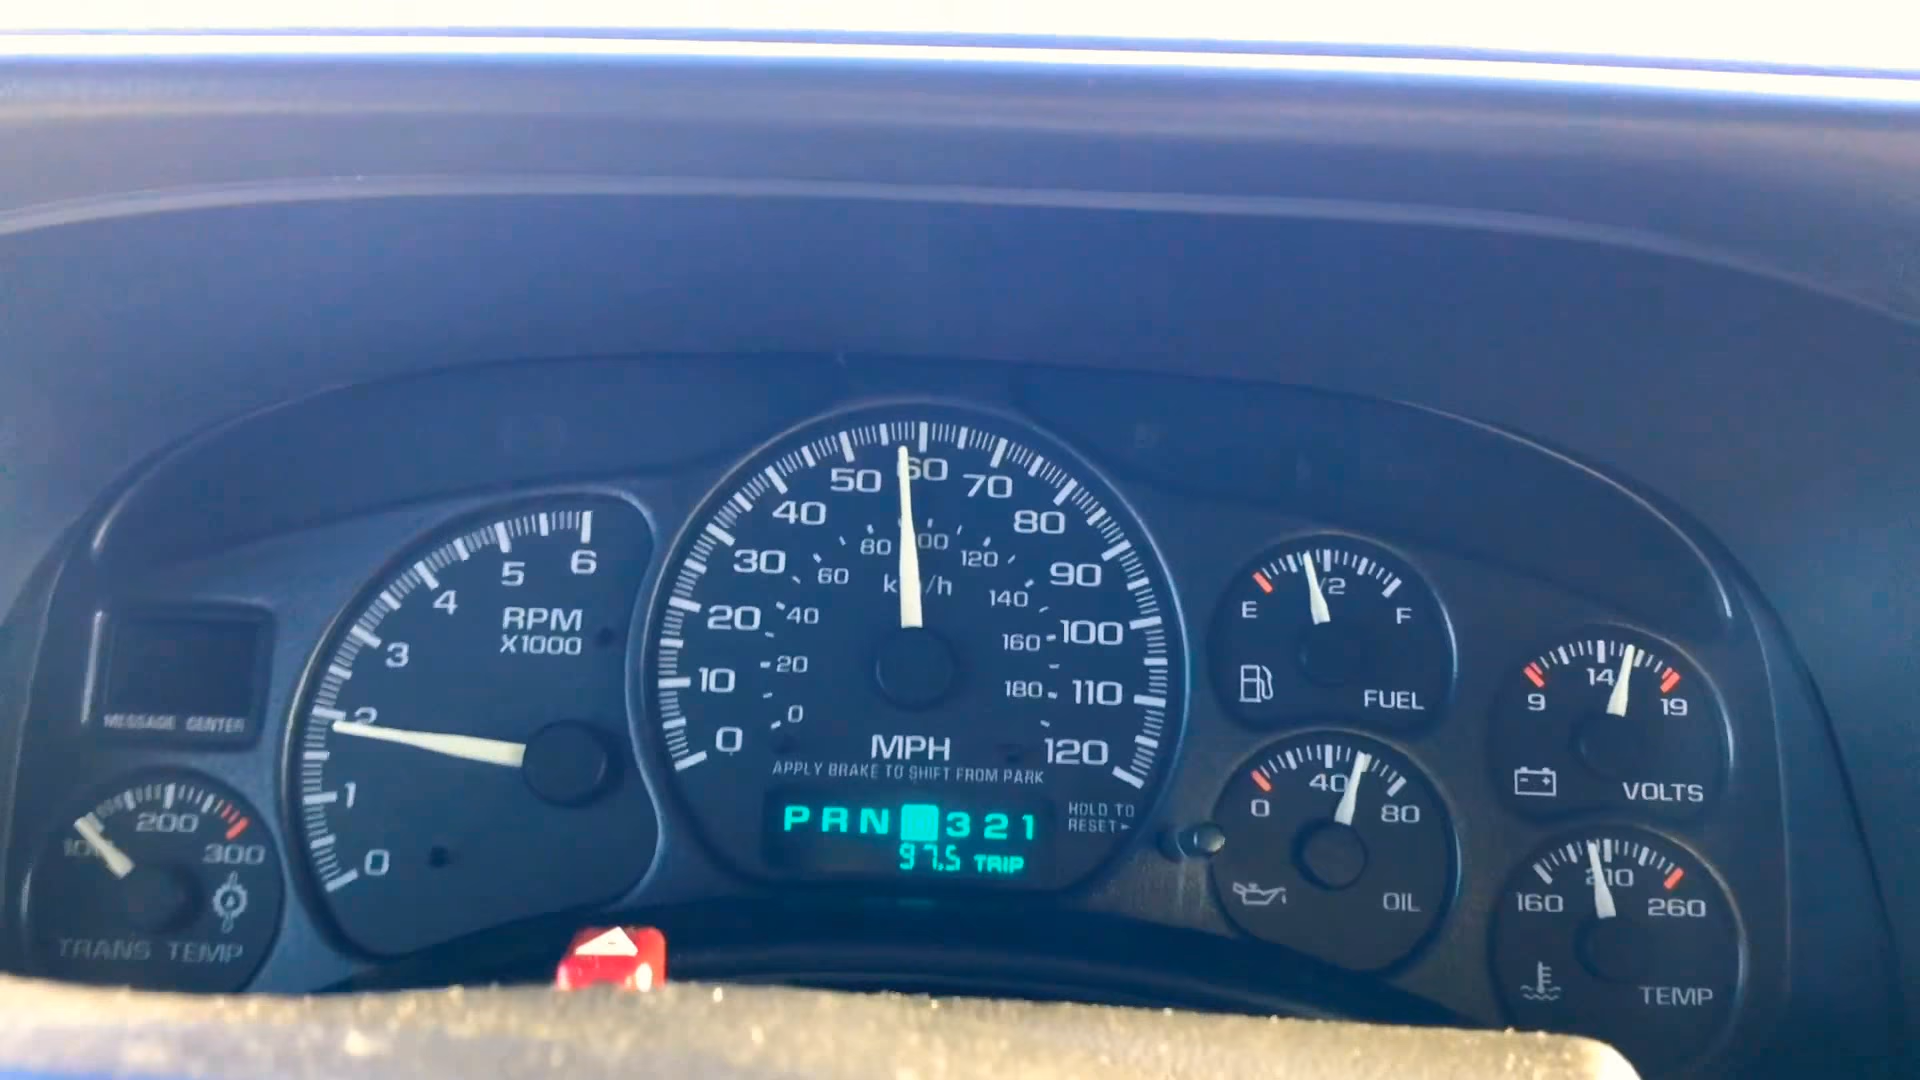 MESSAGE CENTER
200
300
TRANS TEMP
0
1
2
3
4
5
6
RPM
X1000
0
10
20
30
40
50
60
70
80
90
100
110
120
0
20
40
60
80
120
140
160
180
MPH
APPLY BRAKE TO SHIFT FROM PARK
P R N 3 2 1
97.5 TRIP
HOLD TO
RESET
E
1/2
F
FUEL
0
40
80
OIL
9
14
19
VOLTS
160
210
260
TEMP